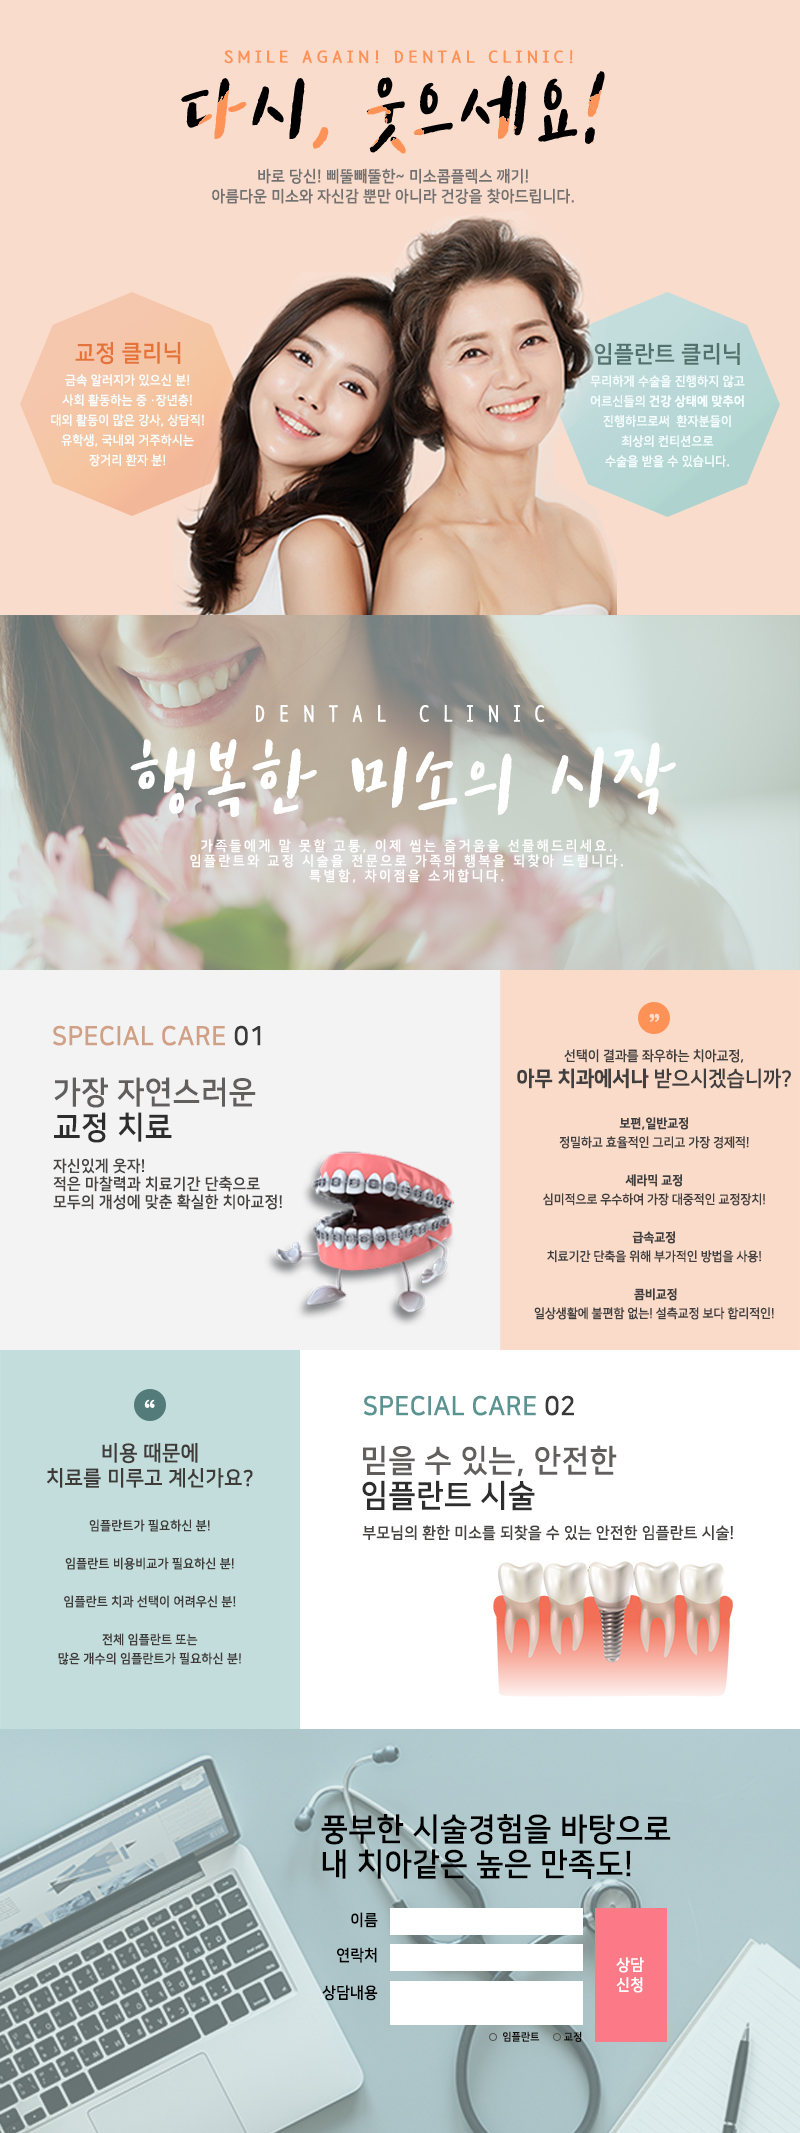 SMILE AGAIN! DENTAL CLINIC!
다시, 웃으세요!
바로 당신! 삐뚤빼뚤한~ 미소콤플렉스 깨기!
아름다운 미소와 자신감 뿐만 아니라 건강을 찾아드립니다.
교정 클리닉
금속 알러지가 있으신 분!
사회 활동하는 중 ·장년층!
대외 활동이 많은 강사, 상담직!
유학생, 국내외 거주하시는
장거리 환자 분!
임플란트 클리닉
무리하게 수술을 진행하지 않고
어르신들의 건강 상태에 맞추어
진행하므로써 환자분들이
최상의 컨티션으로
수술을 받을 수 있습니다.
DENTAL CLINIC
행복한 미소의 시작
가족들에게 말 못할 고통, 이제 씹는 즐거움을 선물해드리세요.
임플란트와 교정 시술을 전문으로 가족의 행복을 되찾아 드립니다.
특별함, 차이점을 소개합니다.
SPECIAL CARE 01
가장 자연스러운
교정 치료
자신있게 웃자!
적은 마찰력과 치료기간 단축으로
모두의 개성에 맞춘 확실한 치아교정!
”
선택이 결과를 좌우하는 치아교정,
아무 치과에서나 받으시겠습니까?
보편,일반교정
정밀하고 효율적인 그리고 가장 경제적!
세라믹 교정
심미적으로 우수하여 가장 대중적인 교정장치!
급속교정
치료기간 단축을 위해 부가적인 방법을 사용!
콤비교정
일상생활에 불편함 없는! 설측교정 보다 합리적인!
“
비용 때문에
치료를 미루고 계신가요?
임플란트가 필요하신 분!
임플란트 비용비교가 필요하신 분!
임플란트 치과 선택이 어려우신 분!
전체 임플란트 또는
많은 개수의 임플란트가 필요하신 분!
SPECIAL CARE 02
믿을 수 있는, 안전한
임플란트 시술
부모님의 환한 미소를 되찾을 수 있는 안전한 임플란트 시술!
풍부한 시술경험을 바탕으로
내 치아같은 높은 만족도!
이름
연락처
상담내용
임플란트 교정
상담
신청